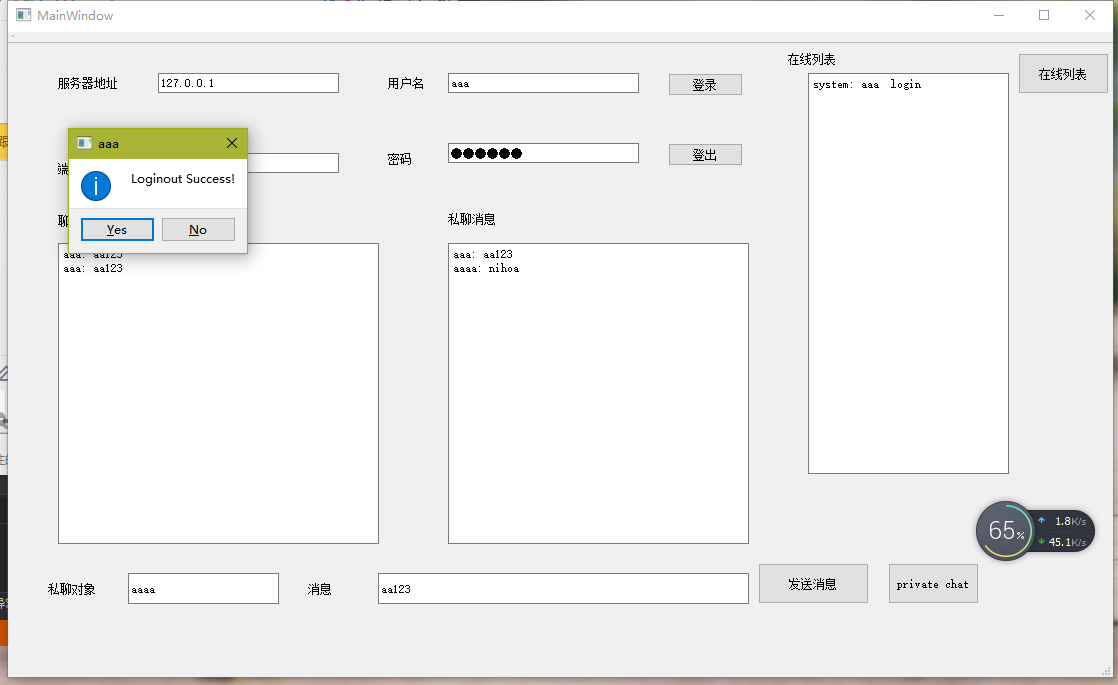 MainWindow
服务器地址
127.0.0.1
用户名
aaa
登录
在线列表
在线列表
system: aaa login
aaa
Loginout Success!
Yes
No
端
密码
●●●●●●
登出
聊
私聊消息
aaa: aa123
aaa: aa123
aaa: aa123
aaaa: nihoa
65%
1.8K/s
45.1K/s
私聊对象
aaaa
消息
aa123
发送消息
private chat